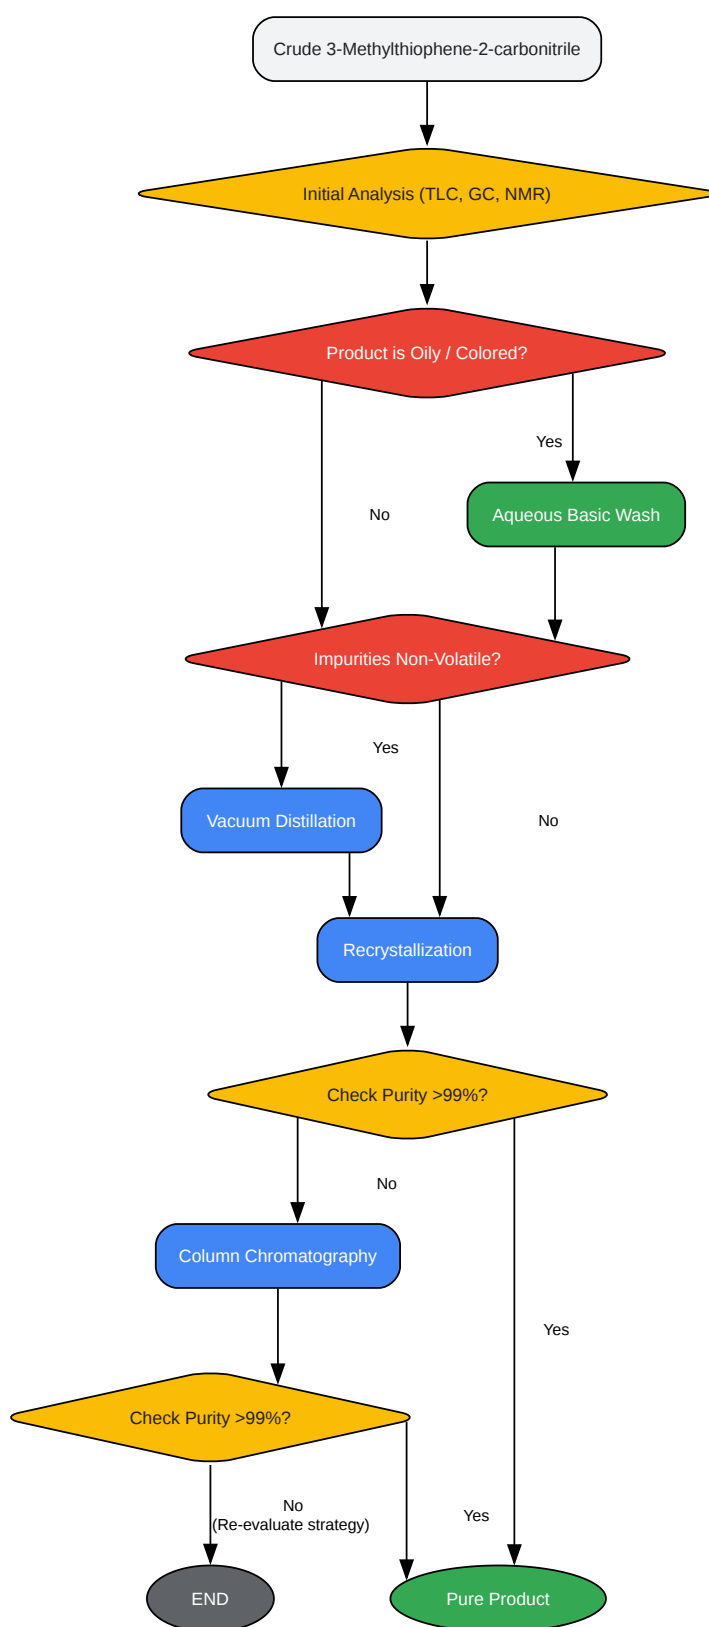 Crude 3-Methylthiophene-2-carbonitrile
Initial Analysis (TLC, GC, NMR)
Product is Oily / Colored?
Yes
Aqueous Basic Wash
No
Impurities Non-Volatile?
Yes
Vacuum Distillation
No
Recrystallization
Check Purity >99%?
No
Column Chromatography
Yes
Check Purity >99%?
No
(Re-evaluate strategy)
Yes
END
Pure Product